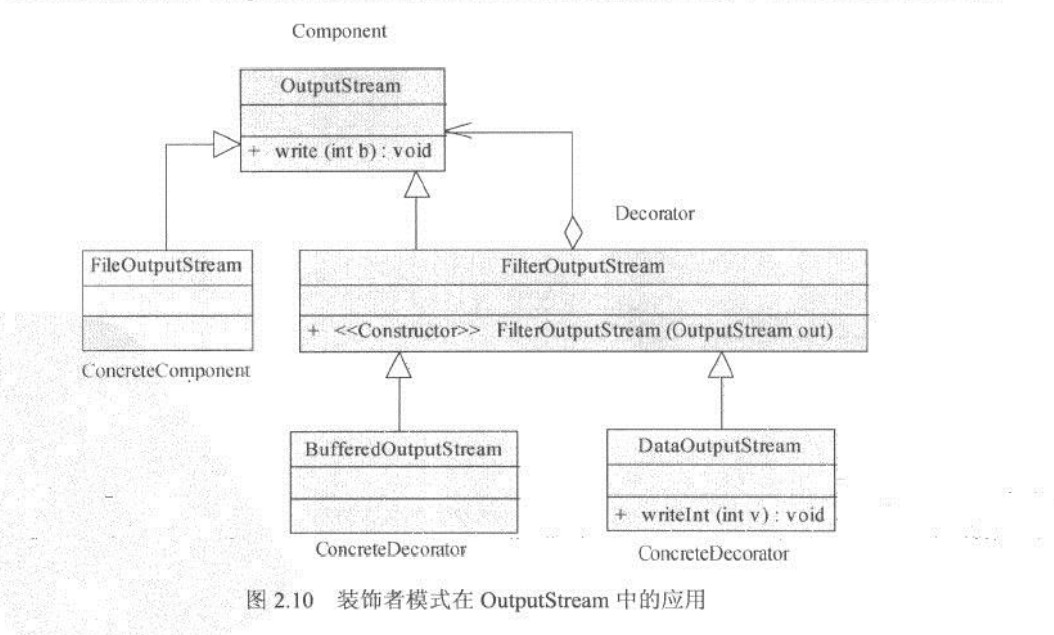 Component
OutputStream
+ write (int b) : void
Decorator
FileOutputStream
FilterOutputStream
+ <<Constructor>> FilterOutputStream (OutputStream out)
ConcreteComponent
BufferedOutputStream
DataOutputStream
+ writeInt (int v) : void
ConcreteDecorator
ConcreteDecorator
图 2.10 装饰者模式在 OutputStream 中的应用